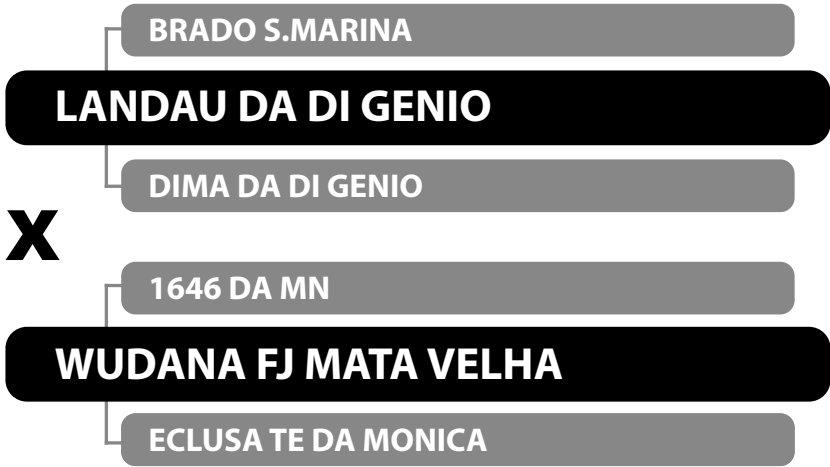 BRADO S.MARINA
LANDAU DA DI GENIO
DIMA DA DI GENIO
X
1646 DA MN
WUDANA FJ MATA VELHA
ECLUSA TE DA MONICA